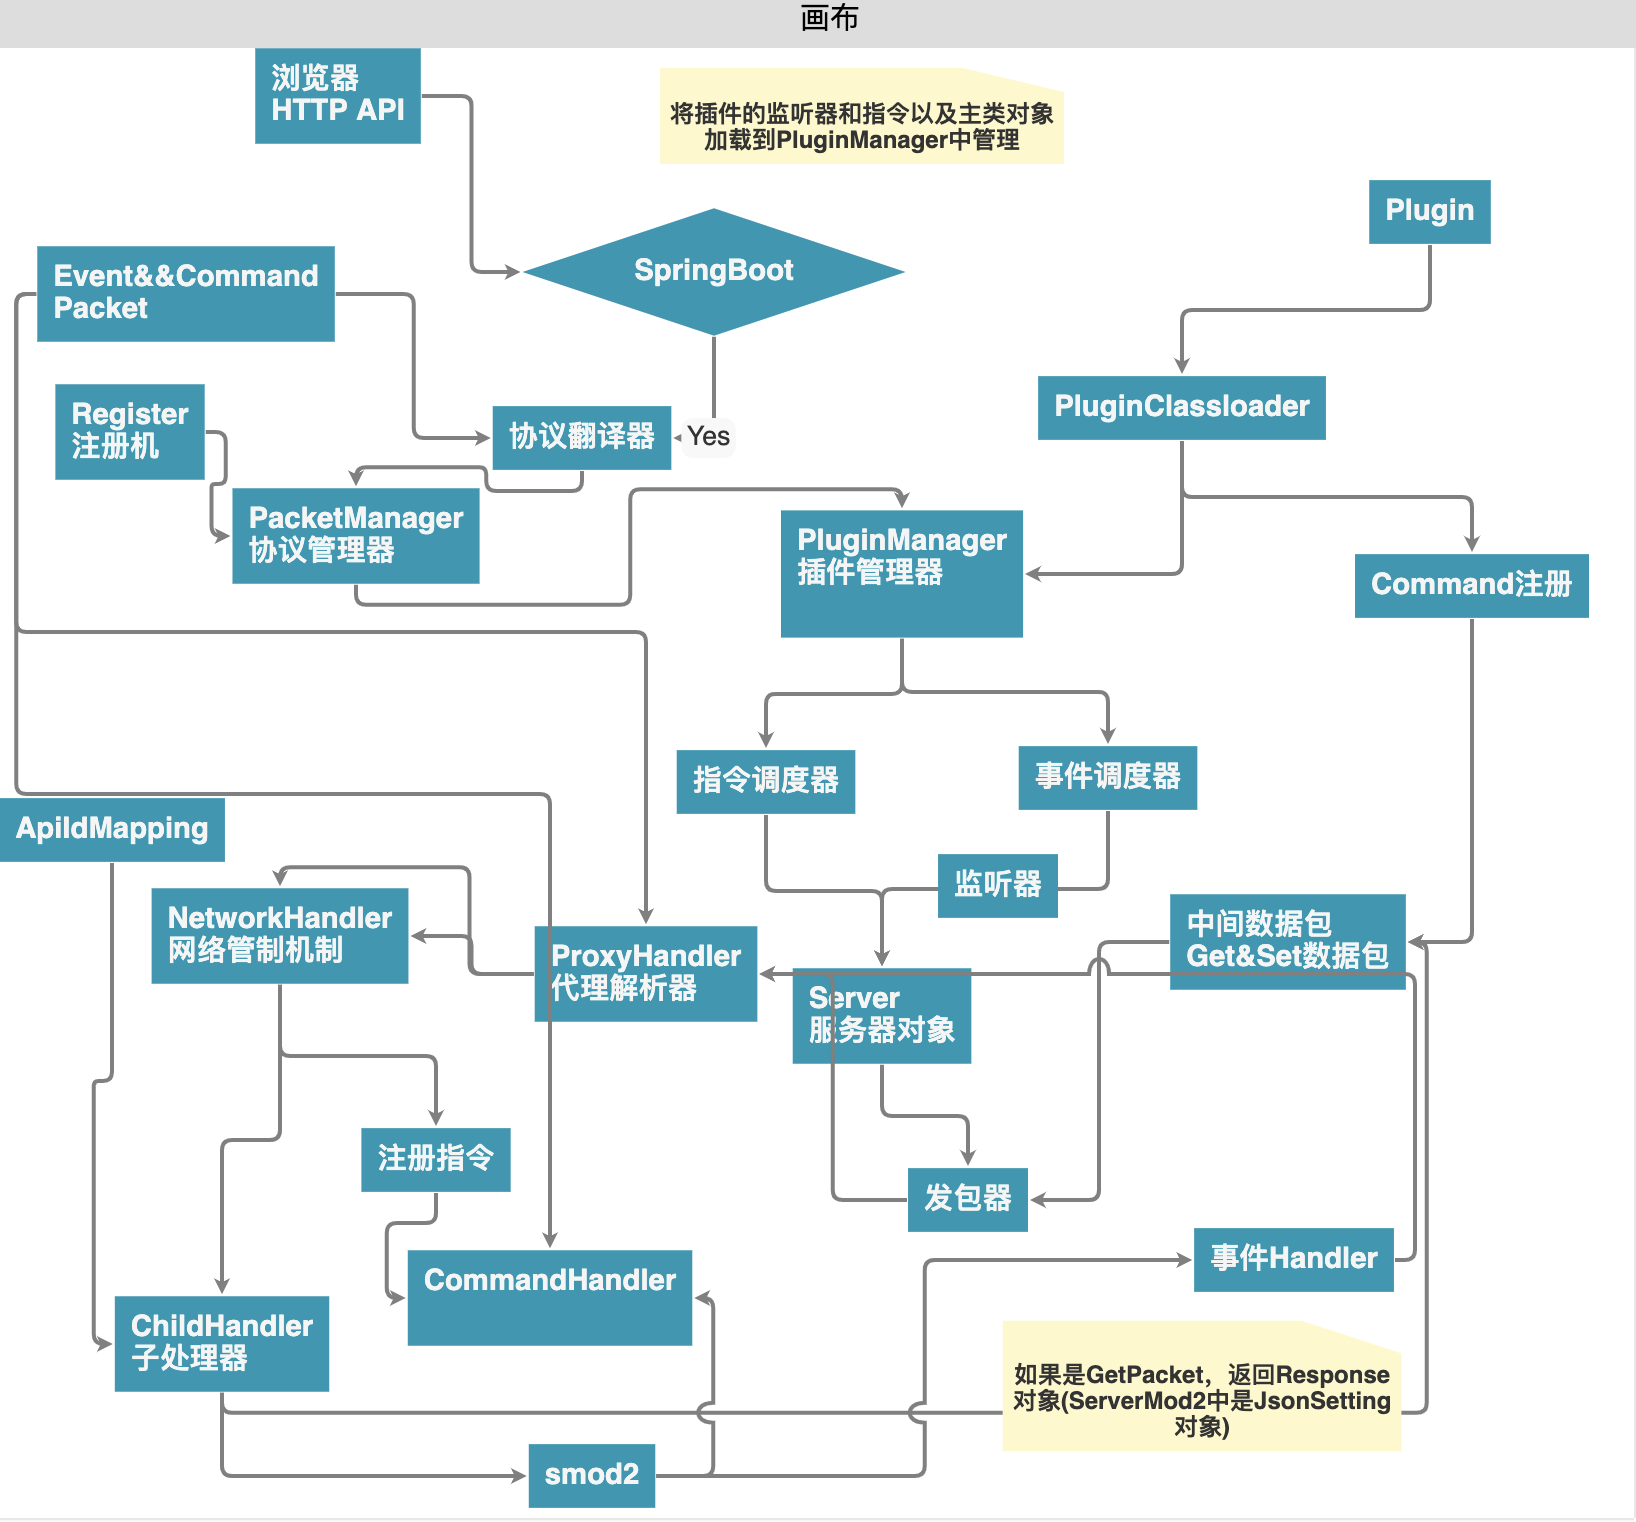 画布
浏览器
HTTP API
将插件的监听器和指令以及主类对象
加载到PluginManager中管理
Plugin
SpringBoot
Event&&Command
Packet
Register
注册机
协议翻译器
Yes
PluginClassloader
PacketManager
协议管理器
PluginManager
插件管理器
Command注册
指令调度器
事件调度器
ApiIdMapping
监听器
NetworkHandler
网络管制机制
ProxyHandler
代理解析器
中间数据包
Get&Set数据包
Server
服务器对象
注册指令
发包器
CommandHandler
事件Handler
ChildHandler
子处理器
如果是GetPacket，返回Response
对象(ServerMod2中是JsonSetting
对象)
smod2